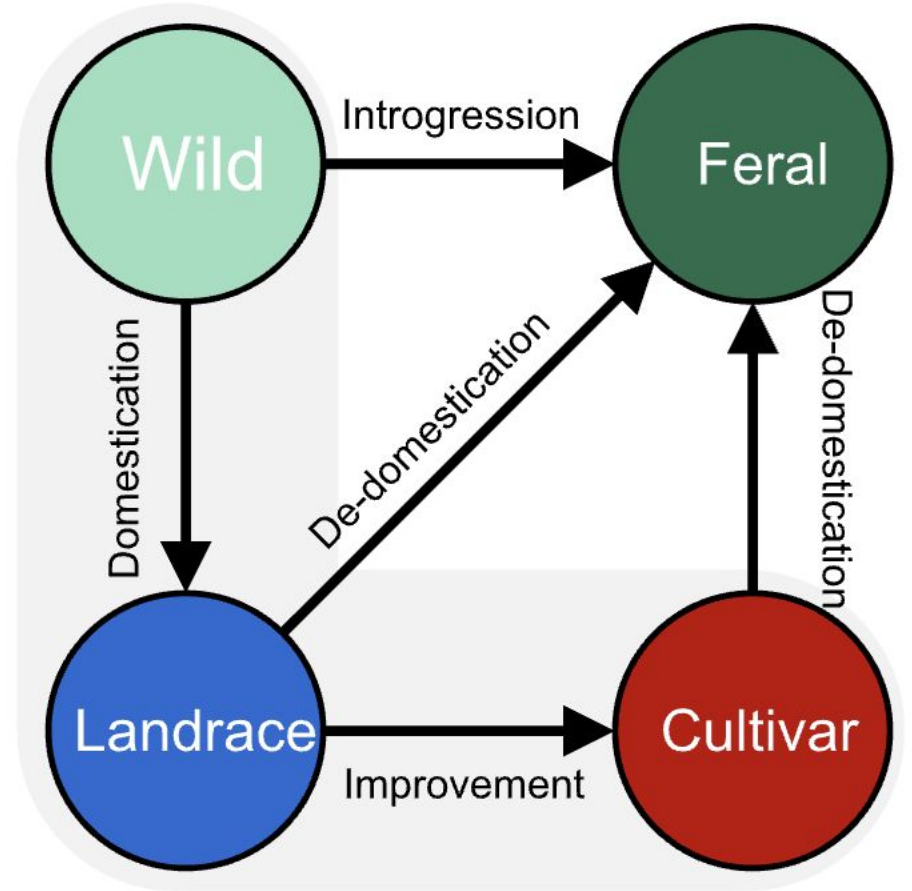 Wild
Introgression
Feral
Domestication
De-domestication
De-domestication
Landrace
Improvement
Cultivar